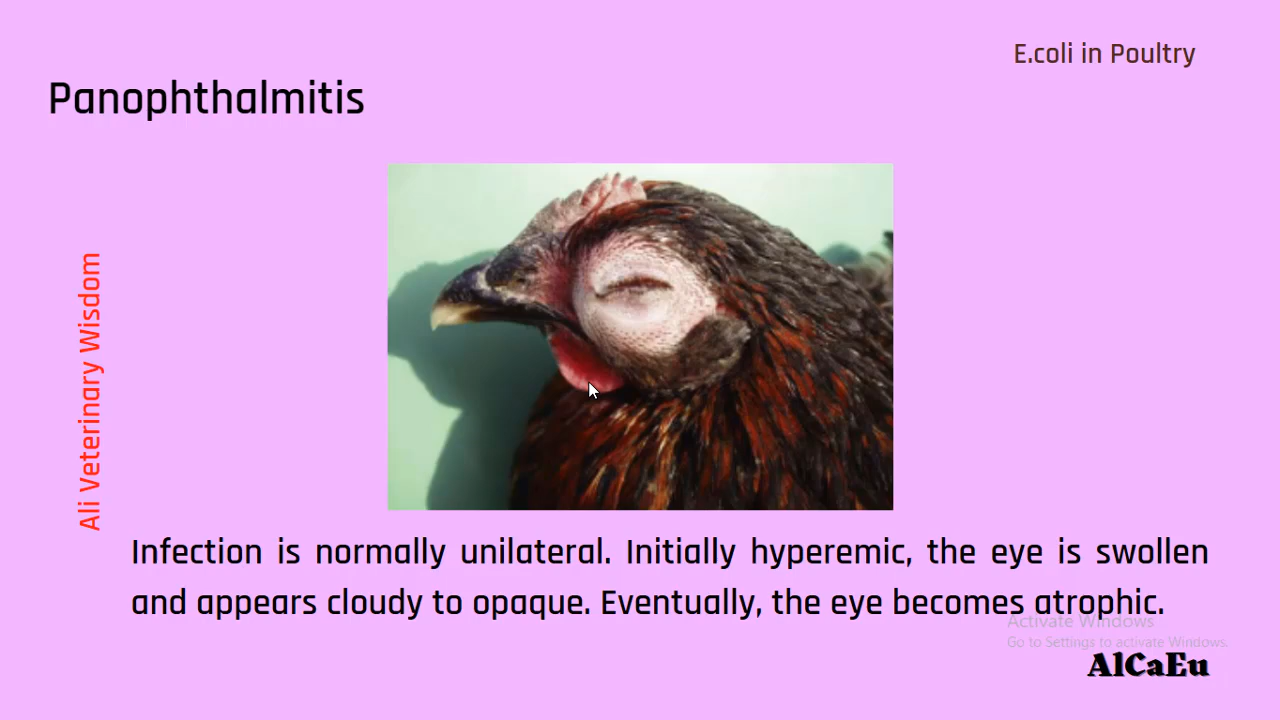 E.coli in Poultry
Panophthalmitis
Ali Veterinary Wisdom
Infection is normally unilateral. Initially hyperemic, the eye is swollen
and appears cloudy to opaque. Eventually, the eye becomes atrophic.
Activate Windows
Go to Settings to activate Windows.
AlCaEu